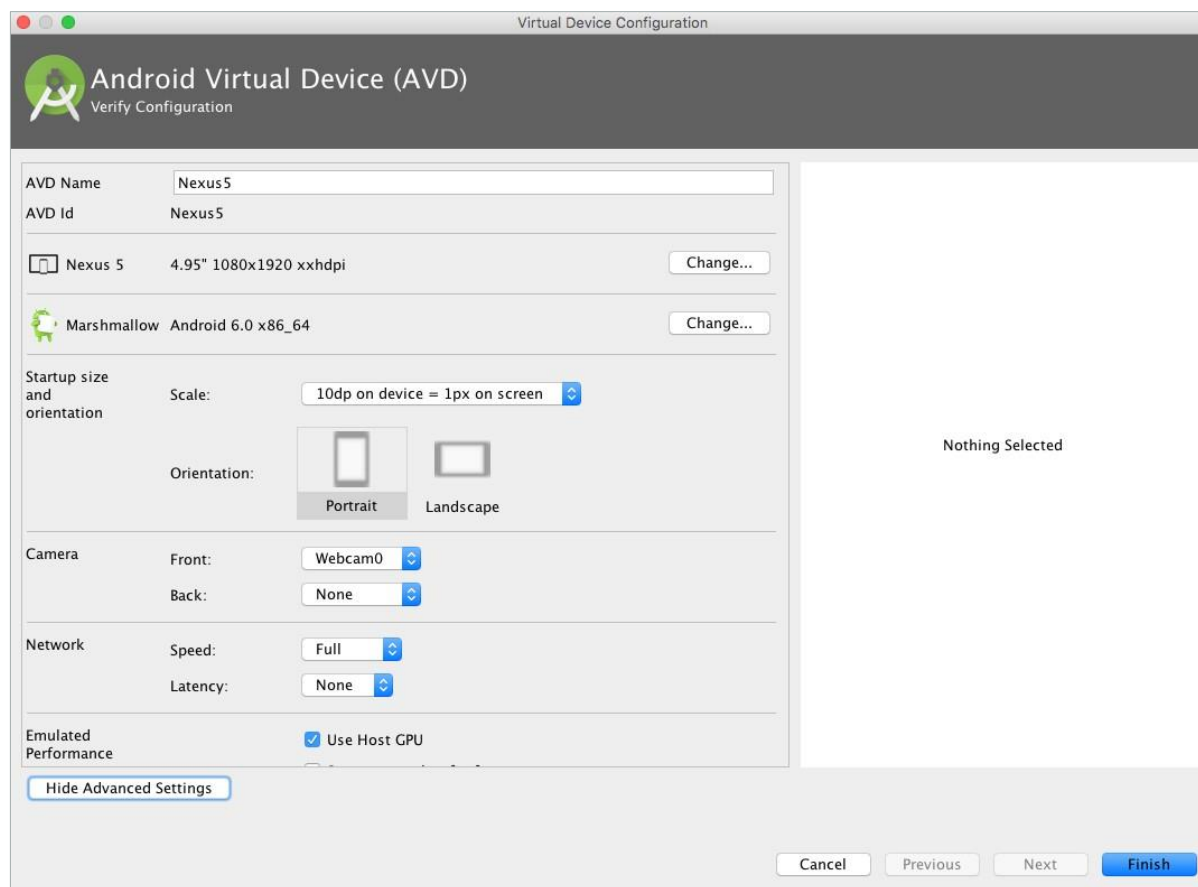 Virtual Device Configuration
Android Virtual Device (AVD)
Verify Configuration
AVD Name Nexus5
AVD Id Nexus5
Nexus 5 4.95" 1080x1920 xxhdpi Change...
Marshmallow Android 6.0 x86_64 Change...
Startup size
and
orientation
Scale: 10dp on device = 1px on screen
Orientation:
Portrait Landscape
Nothing Selected
Camera Front: Webcam0
Back: None
Network Speed: Full
Latency: None
Emulated
Performance
Use Host GPU
Hide Advanced Settings
Cancel Previous Next Finish